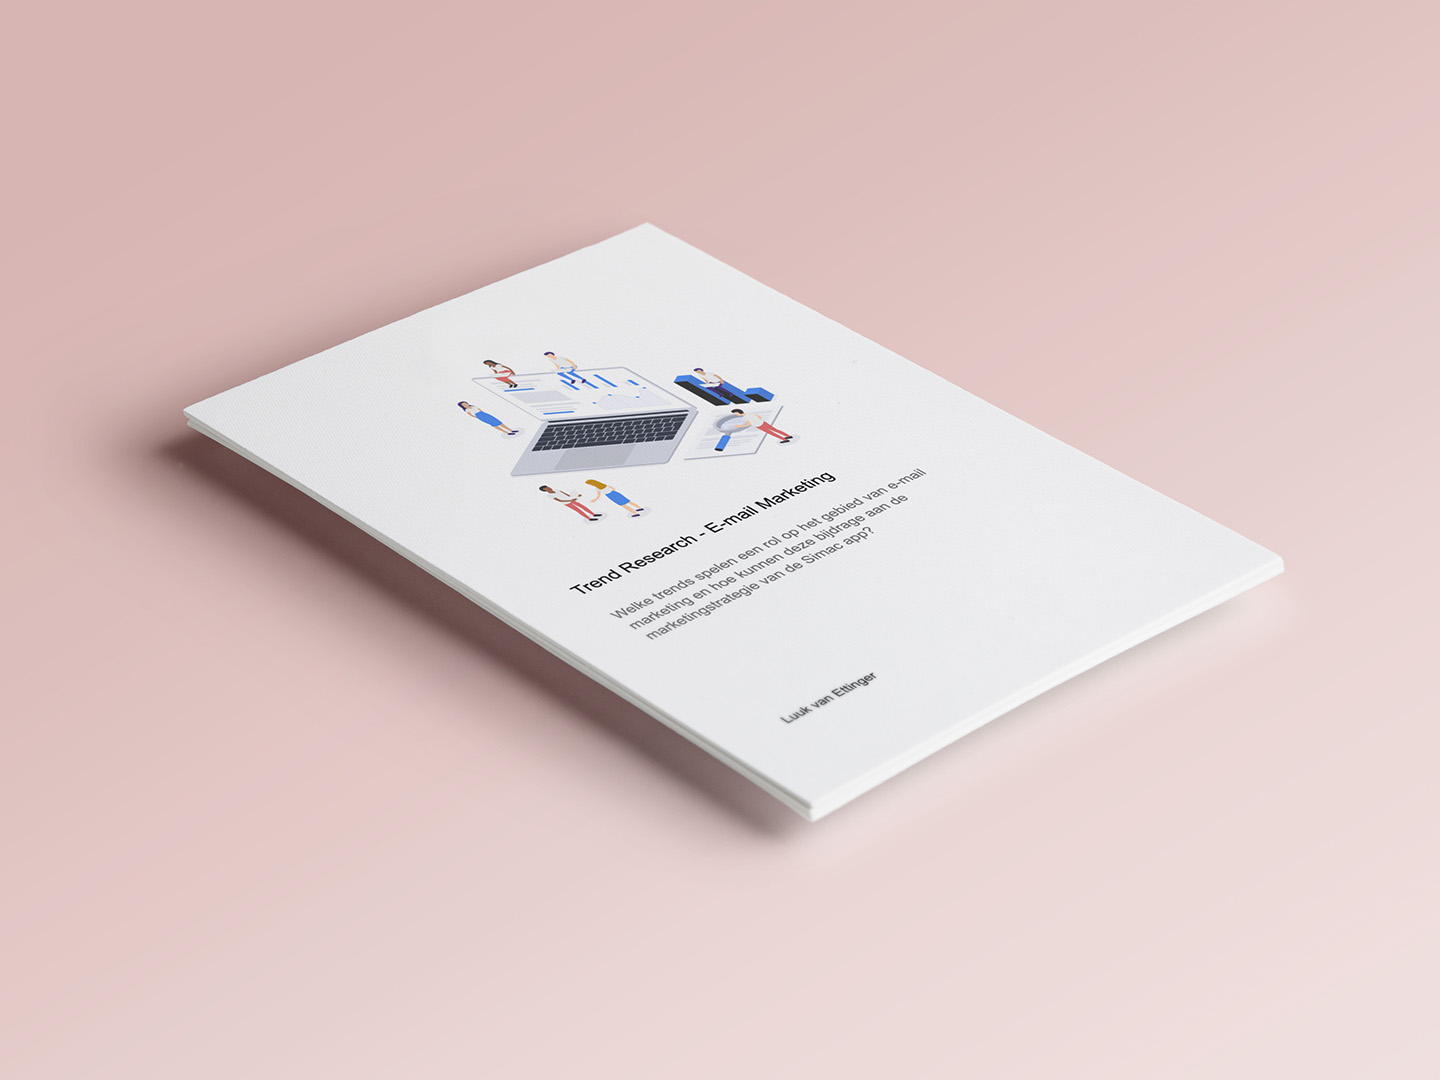 Trend Research - E-mail Marketing
Welke trends spelen een rol op het gebied van e-mail
marketing en hoe kunnen deze bijdrage aan de
marketingstrategie van de Simac app?
Luuk van Ettinger